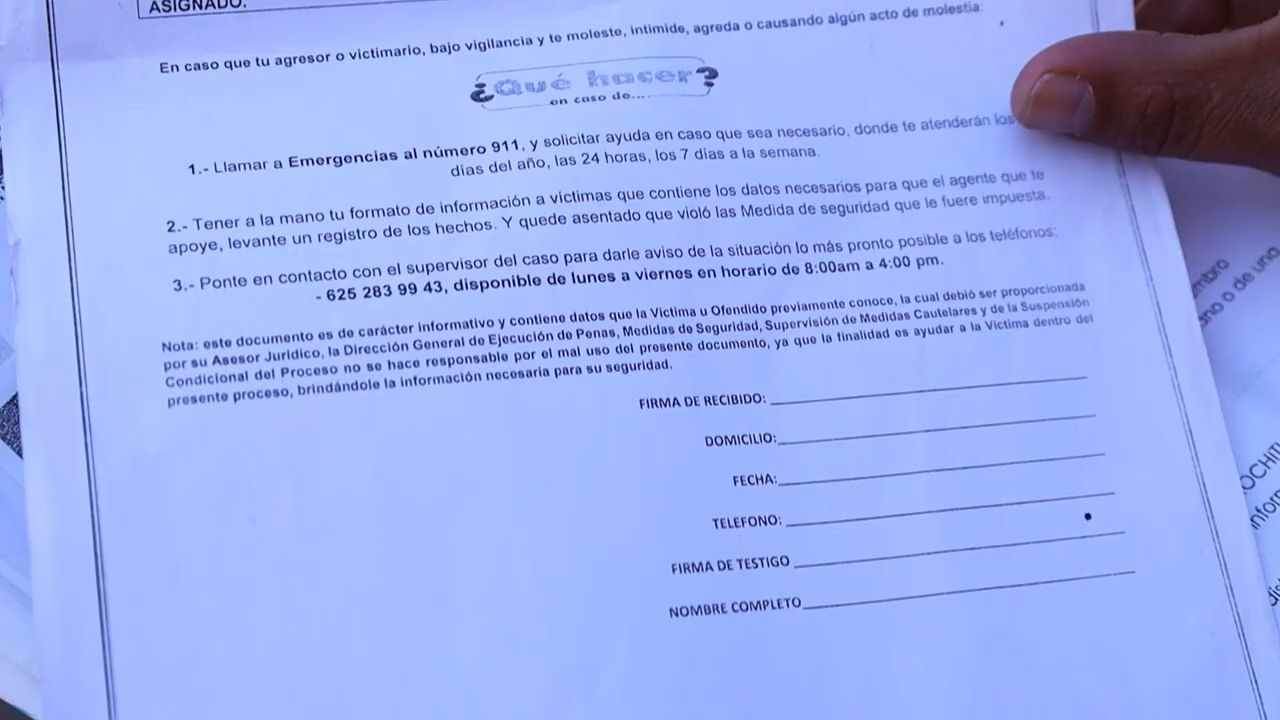 ASIGNADO:
En caso que tu agresor o victimario, bajo vigilancia y te moleste, intimide, agreda o causando algún acto de molestia:
¿Qué hacer?
en caso de...
1.- Llamar a Emergencias al número 911, y solicitar ayuda en caso que sea necesario, donde te atenderán los
días del año, las 24 horas, los 7 días a la semana.
2.- Tener a la mano tu formato de información a víctimas que contiene los datos necesarios para que el agente que te
apoye, levante un registro de los hechos. Y quede asentado que violó las Medida de seguridad que le fuere impuesta.
3.- Ponte en contacto con el supervisor del caso para darle aviso de la situación lo más pronto posible a los teléfonos:
- 625 283 99 43, disponible de lunes a viernes en horario de 8:00am a 4:00 pm.
Nota: este documento es de carácter Informativo y contiene datos que la Victima u Ofendido previamente conoce, la cual debió ser proporcionada
por su Asesor Jurídico, la Dirección General de Ejecución de Penas, Medidas de Seguridad, Supervisión de Medidas Cautelares y de la Suspensión
Condicional del Proceso no se hace responsable por el mal uso del presente documento, ya que la finalidad es ayudar a la Victima dentro del
presente proceso, brindándole la información necesaria para su seguridad.
FIRMA DE RECIBIDO:
DOMICILIO:
FECHA:
TELEFONO:
FIRMA DE TESTIGO
NOMBRE COMPLETO
o de una